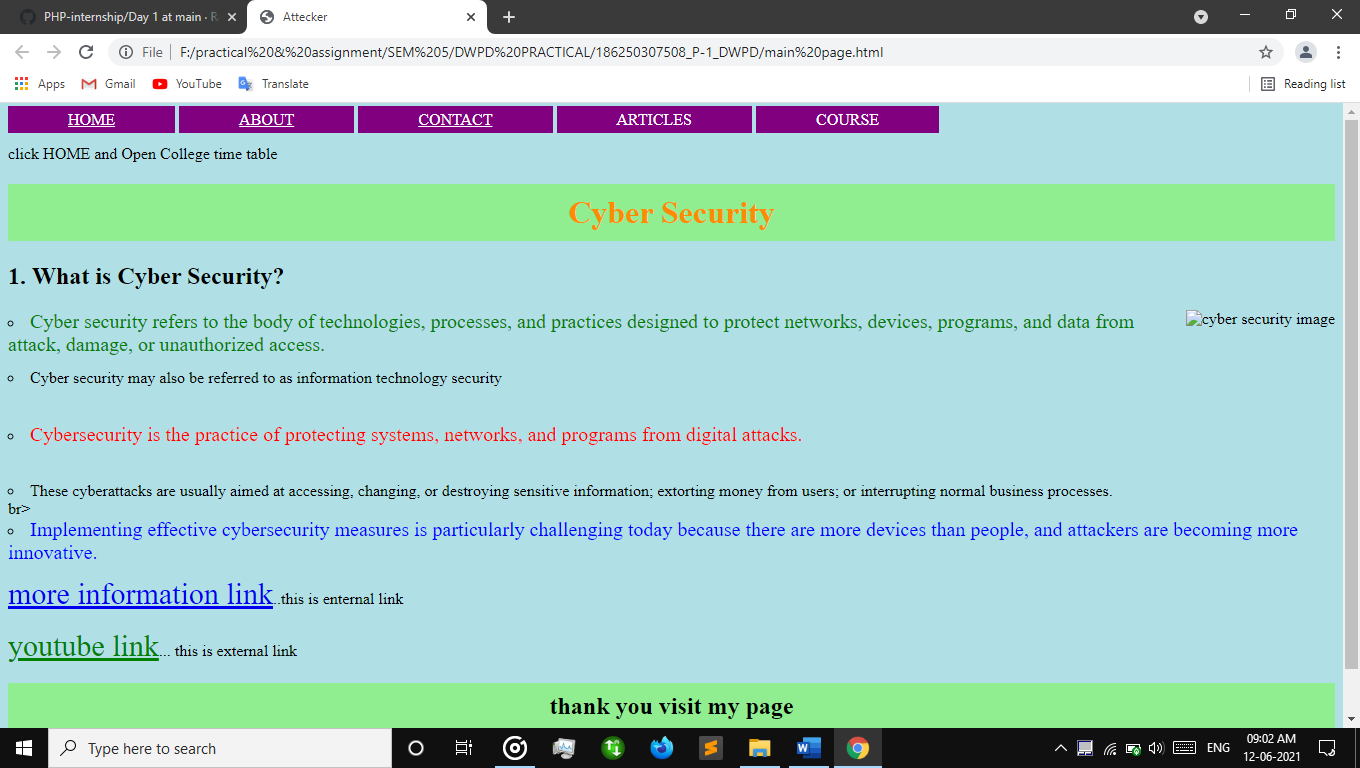 PHP-internship/Day 1 at main · R
Attecker
File | F:/practical%20&%20assignment/SEM%205/DWPD%20PRACTICAL/186250307508_P-1_DWPD/main%20page.html
Apps Gmail YouTube Translate Reading list
HOME ABOUT CONTACT ARTICLES COURSE
click HOME and Open College time table
Cyber Security
1. What is Cyber Security?
Cyber security refers to the body of technologies, processes, and practices designed to protect networks, devices, programs, and data from
attack, damage, or unauthorized access.
cyber security image
Cyber security may also be referred to as information technology security
Cybersecurity is the practice of protecting systems, networks, and programs from digital attacks.
These cyberattacks are usually aimed at accessing, changing, or destroying sensitive information; extorting money from users; or interrupting normal business processes.
br>
Implementing effective cybersecurity measures is particularly challenging today because there are more devices than people, and attackers are becoming more
innovative.
more information link..this is enternal link
youtube link... this is external link
thank you visit my page
Type here to search
ENG
09:02 AM
12-06-2021